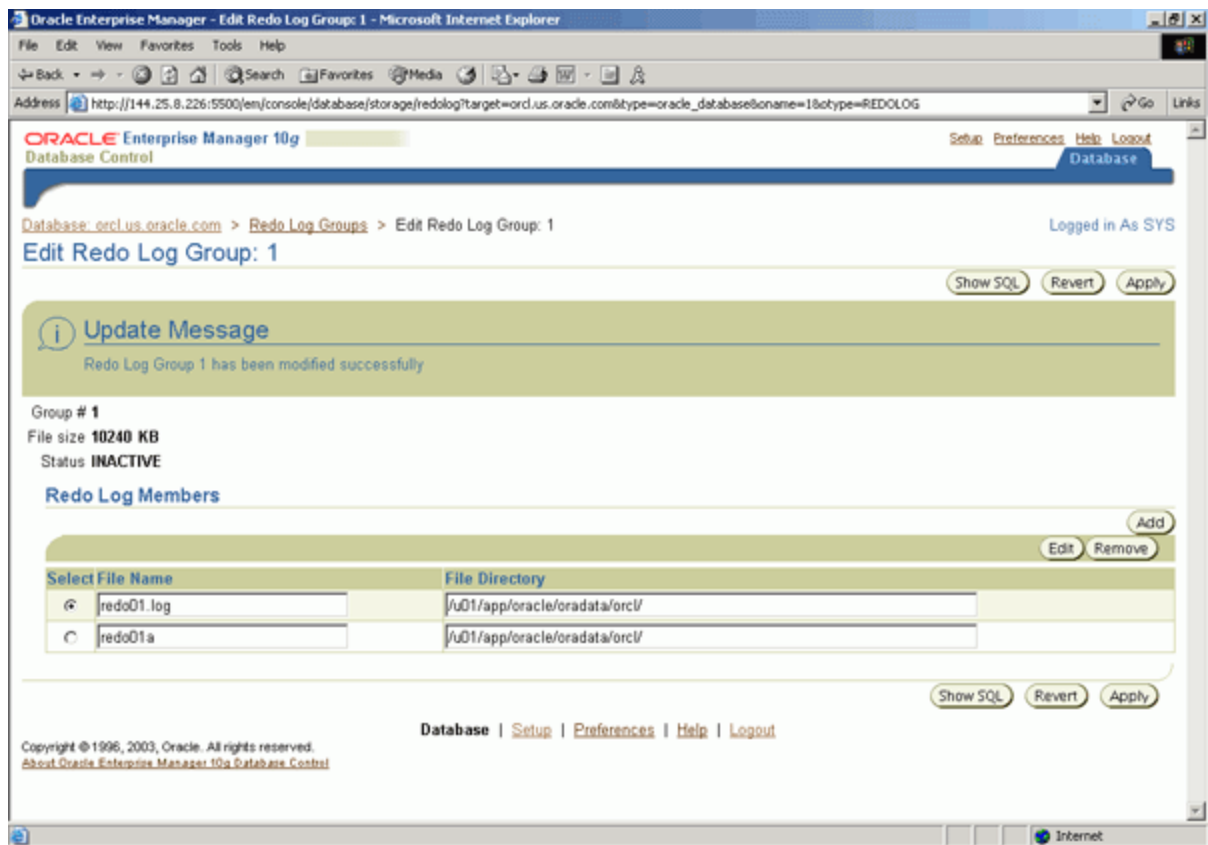 Oracle Enterprise Manager - Edit Redo Log Group: 1 - Microsoft Internet Explorer
File Edit View Favorites Tools Help
Back Search Favorites Media
Address http://144.25.8.226:5500/em/console/database/storage/redolog?target=orcl.us.oracle.com&type=oracle_database&oname=1&otype=REDOLOG Go Links
ORACLE Enterprise Manager 10g
Database Control
Setup Preferences Help Logout
Database
Database: orcl.us.oracle.com > Redo Log Groups > Edit Redo Log Group: 1 Logged in As SYS
Edit Redo Log Group: 1
Show SQL Revert Apply
i Update Message
Redo Log Group 1 has been modified successfully
Group # 1
File size 10240 KB
Status INACTIVE
Redo Log Members
Add
Edit Remove
Select File Name File Directory
redo01.log /u01/app/oracle/oradata/orcl/
redo01a /u01/app/oracle/oradata/orcl/
Show SQL Revert Apply
Database | Setup | Preferences | Help | Logout
Copyright © 1996, 2003, Oracle. All rights reserved.
About Oracle Enterprise Manager 10g Database Control
Internet